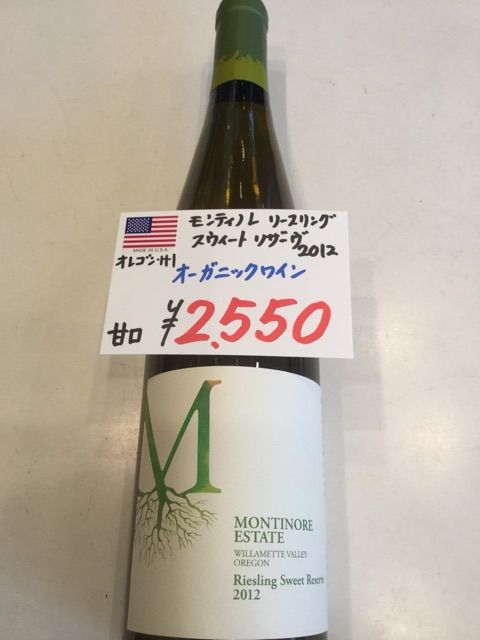 モンティノレ リースリング
スウィート リザーヴ
2012
MADE IN U.S.A
オレゴン州
オーガニックワイン
甘口 ¥2,550
M
MONTINORE
ESTATE
WILLAMETTE VALLEY
OREGON
Riesling Sweet Reserve
2012